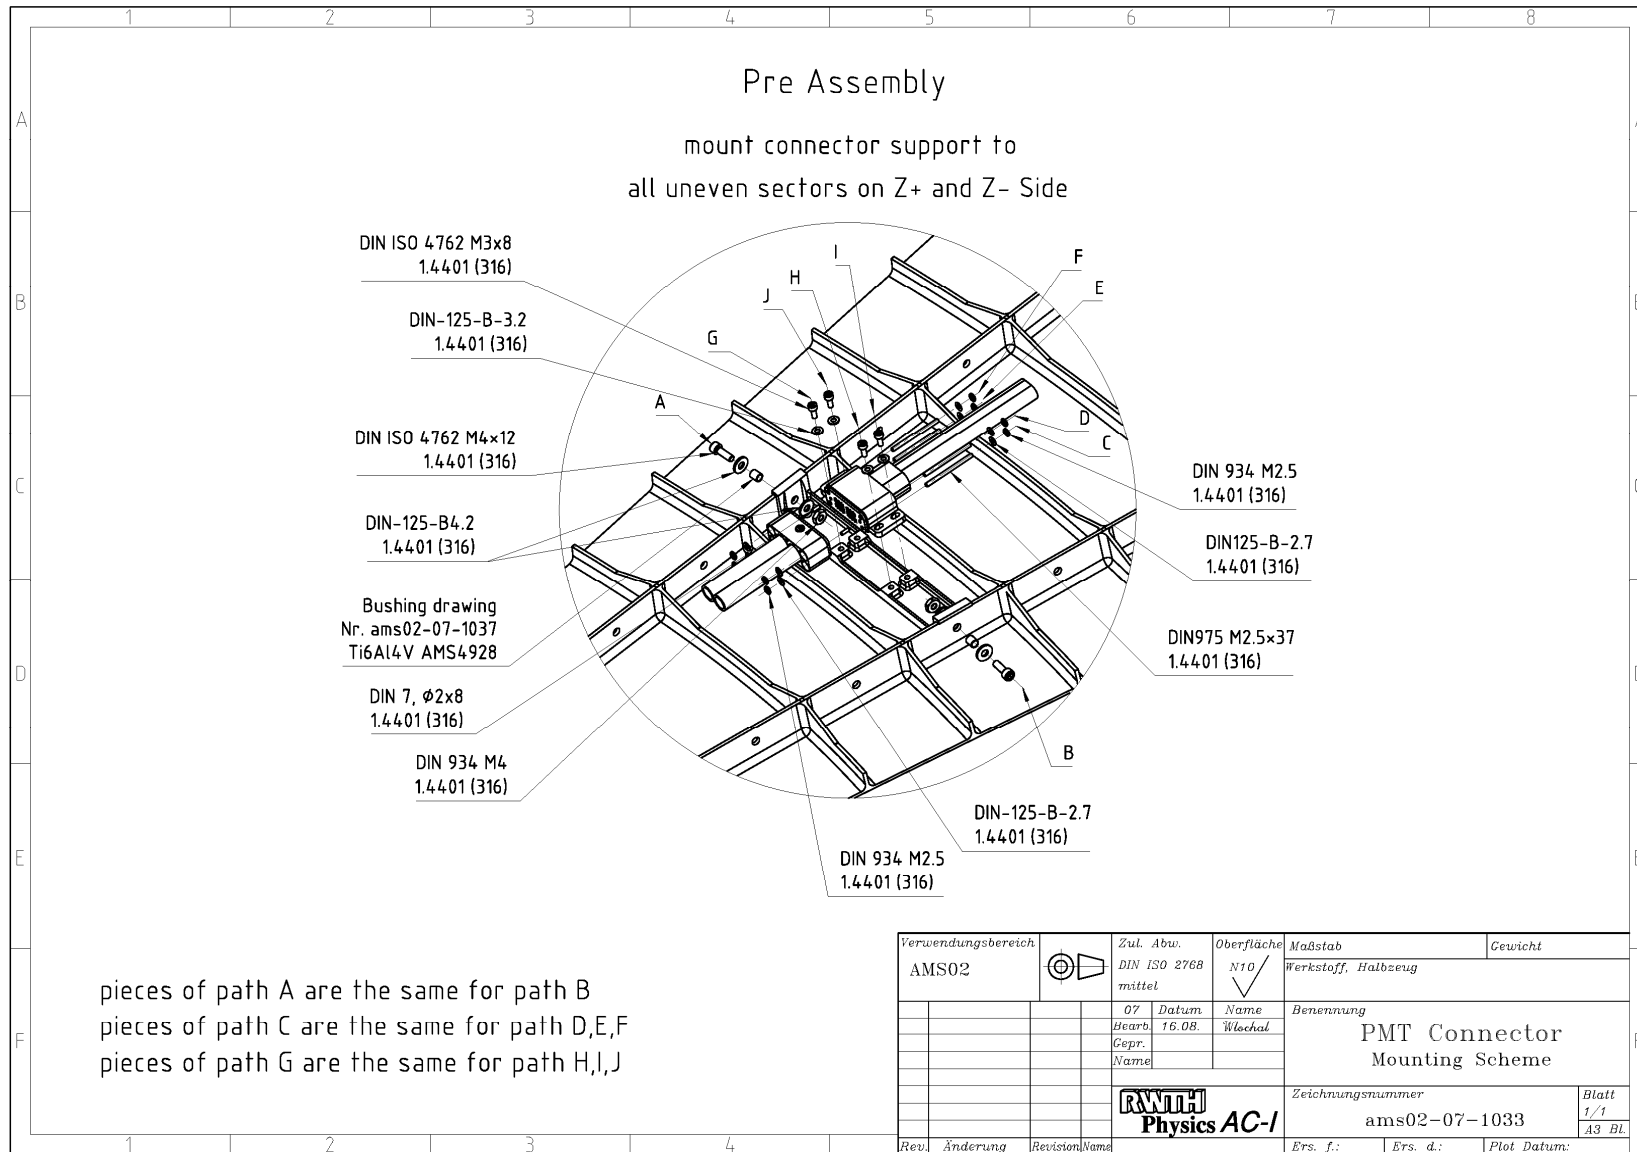 1 2 3 4 5 6 7 8
Pre Assembly
mount connector support to
all uneven sectors on Z+ and Z- Side
DIN ISO 4762 M3x8
1.4401 (316)
DIN-125-B-3.2
1.4401 (316)
DIN ISO 4762 M4×12
1.4401 (316)
DIN-125-B4.2
1.4401 (316)
Bushing drawing
Nr. ams02-07-1037
Ti6Al4V AMS4928
DIN 7, Φ2x8
1.4401 (316)
DIN 934 M4
1.4401 (316)
A
G
J
H
I
F
E
D
C
B
DIN 934 M2.5
1.4401 (316)
DIN125-B-2.7
1.4401 (316)
DIN975 M2.5×37
1.4401 (316)
DIN-125-B-2.7
1.4401 (316)
DIN 934 M2.5
1.4401 (316)
pieces of path A are the same for path B
pieces of path C are the same for path D,E,F
pieces of path G are the same for path H,I,J
A
B
C
D
E
F
Verwendungsbereich
AMS02
Zul. Abw.
DIN ISO 2768
mittel
Oberfläche
N10
Maßstab
Gewicht
Werkstoff, Halbzeug
07 Datum Name
Bearb. 16.08. Wlochal
Gepr.
Name
Benennung
PMT Connector
Mounting Scheme
RWTH
Physics AC-I
Zeichnungsnummer
ams02-07-1033
Blatt
1/1
A3 Bl.
Rev. Änderung Revision Name
Ers. f.: Ers. d.: Plot Datum:
1 2 3 4